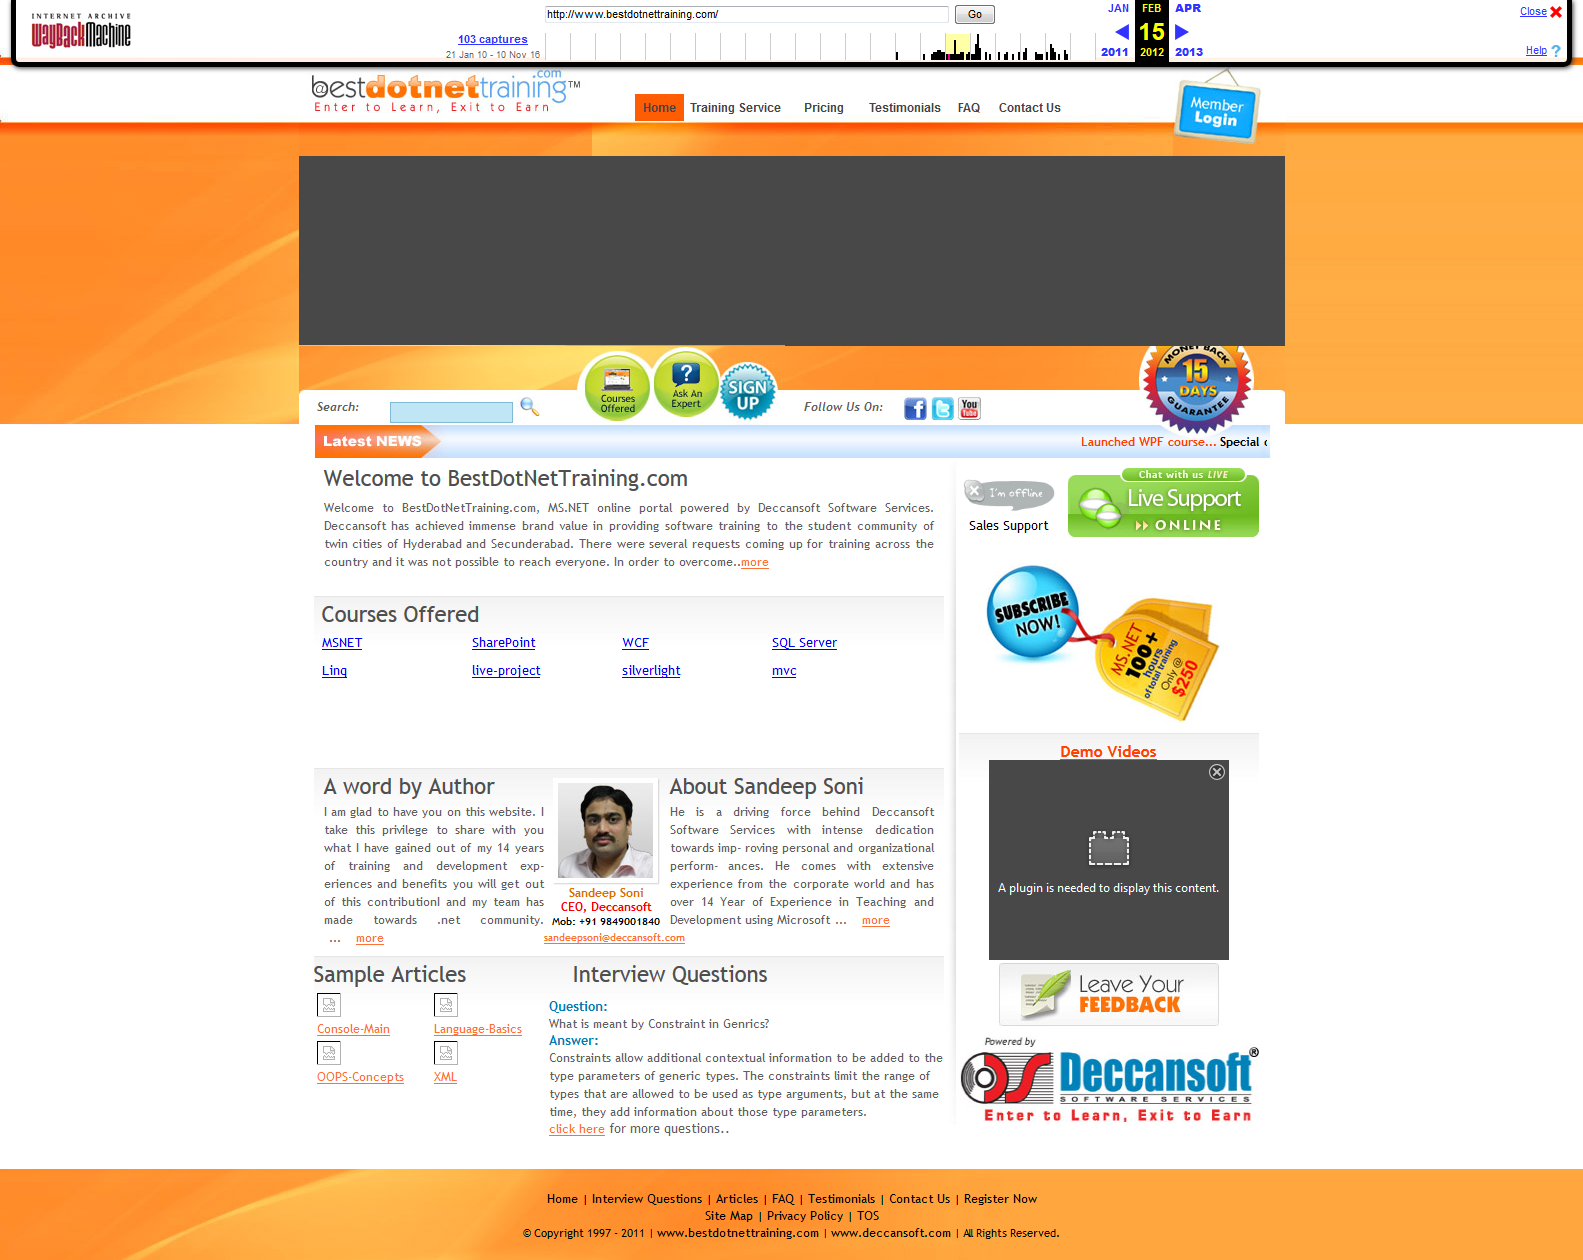 INTERNET ARCHIVE
WayBackMachine
http://www.bestdotnettraining.com/
Go
103 captures
21 Jan 10 - 10 Nov 16
JAN FEB APR
15
2011 2012 2013
Close
Help ?
@estdotnettraining.com™
Enter to Learn, Exit to Earn
Home Training Service Pricing Testimonials FAQ Contact Us
Member Login
Search:
Courses Offered
? Ask An Expert
SIGN UP
Follow Us On:
You Tube
MONEY BACK 15 DAYS GUARANTEE
Latest NEWS
Launched WPF course... Special
Welcome to BestDotNetTraining.com
Welcome to BestDotNetTraining.com, MS.NET online portal powered by Deccansoft Software Services.
Deccansoft has achieved immense brand value in providing software training to the student community of
twin cities of Hyderabad and Secunderabad. There were several requests coming up for training across the
country and it was not possible to reach everyone. In order to overcome..more
I'm offline
Sales Support
Chat with us LIVE
Live Support
ONLINE
SUBSCRIBE NOW!
MS.NET
100+
hours
of total training
Only @
$250
Courses Offered
MSNET SharePoint WCF SQL Server
Linq live-project silverlight mvc
A word by Author
I am glad to have you on this website. I
take this privilege to share with you
what I have gained out of my 14 years
of training and development exp-
eriences and benefits you will get out
of this contributionI and my team has
made towards .net community.
... more
Sandeep Soni
CEO, Deccansoft
Mob: +91 9849001840
sandeepsoni@deccansoft.com
About Sandeep Soni
He is a driving force behind Deccansoft
Software Services with intense dedication
towards imp- roving personal and organizational
perform- ances. He comes with extensive
experience from the corporate world and has
over 14 Year of Experience in Teaching and
Development using Microsoft ... more
Demo Videos
A plugin is needed to display this content.
Leave Your
FEEDBACK
Powered by
Deccansoft®
SOFTWARE SERVICES
Enter to Learn, Exit to Earn
Sample Articles
Console-Main Language-Basics
OOPS-Concepts XML
Interview Questions
Question:
What is meant by Constraint in Genrics?
Answer:
Constraints allow additional contextual information to be added to the
type parameters of generic types. The constraints limit the range of
types that are allowed to be used as type arguments, but at the same
time, they add information about those type parameters.
click here for more questions..
Home | Interview Questions | Articles | FAQ | Testimonials | Contact Us | Register Now
Site Map | Privacy Policy | TOS
© Copyright 1997 - 2011 | www.bestdotnettraining.com | www.deccansoft.com | All Rights Reserved.